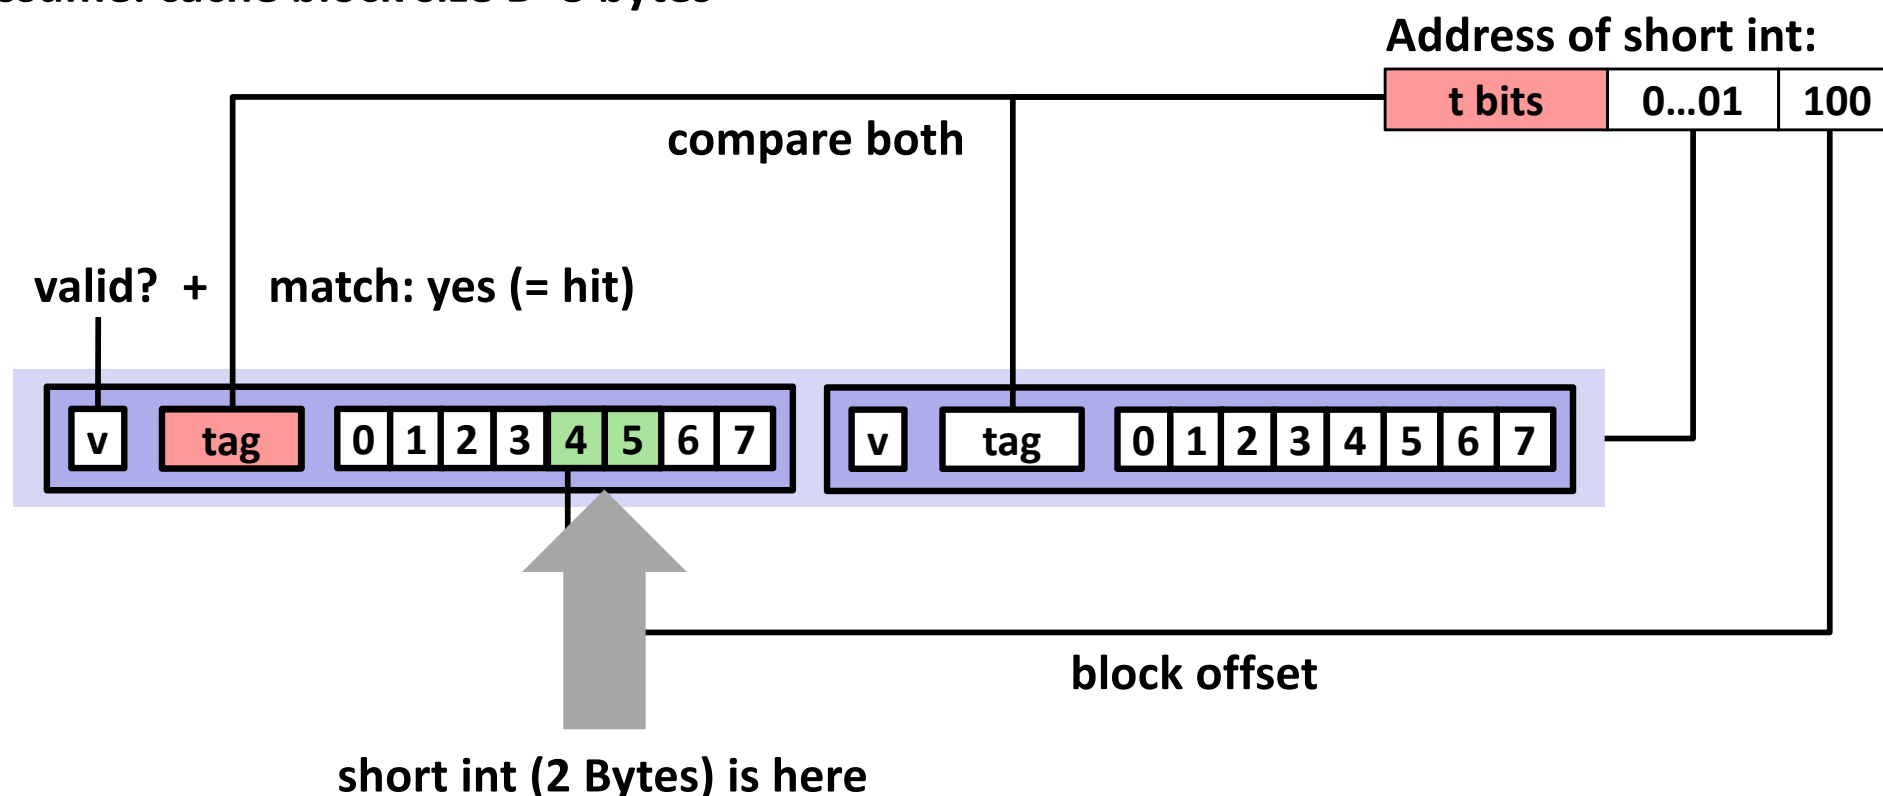 Address of short int:
t bits 0...01 100
compare both
valid? + match: yes (= hit)
v tag 0 1 2 3 4 5 6 7 v tag 0 1 2 3 4 5 6 7
block offset
short int (2 Bytes) is here